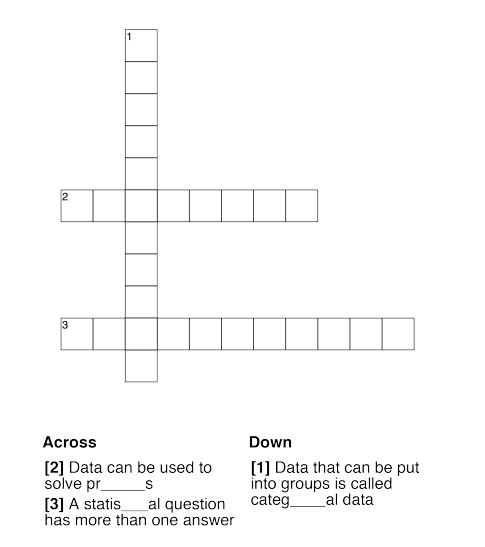 1
2
3
Across
[2] Data can be used to
solve pr_____s
[3] A statis___al question
has more than one answer
Down
[1] Data that can be put
into groups is called
categ____al data